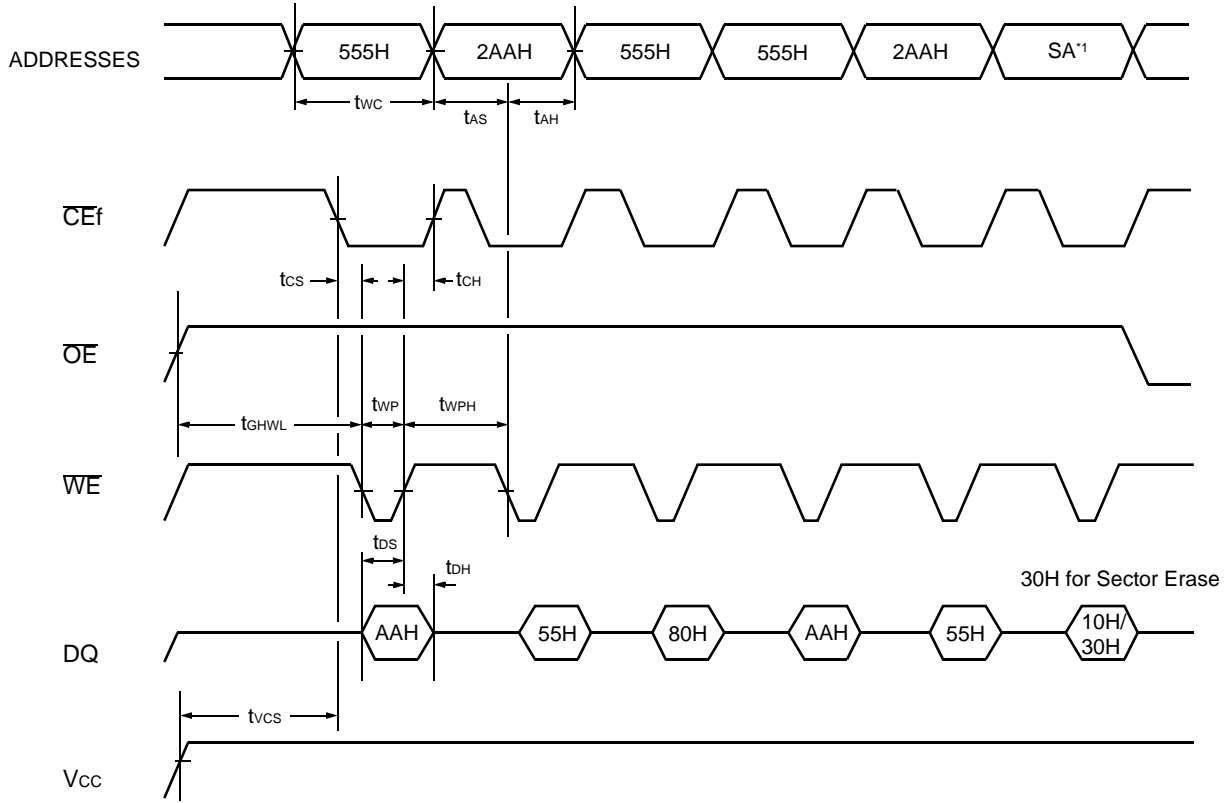 ADDRESSES 555H 2AAH 555H 555H 2AAH SA*1
tWC tAS tAH
CEf
tCS tCH
OE
tGHWL tWP tWPH
WE
tDS
tDH
30H for Sector Erase
DQ AAH 55H 80H AAH 55H 10H/
30H
tVCS
VCC